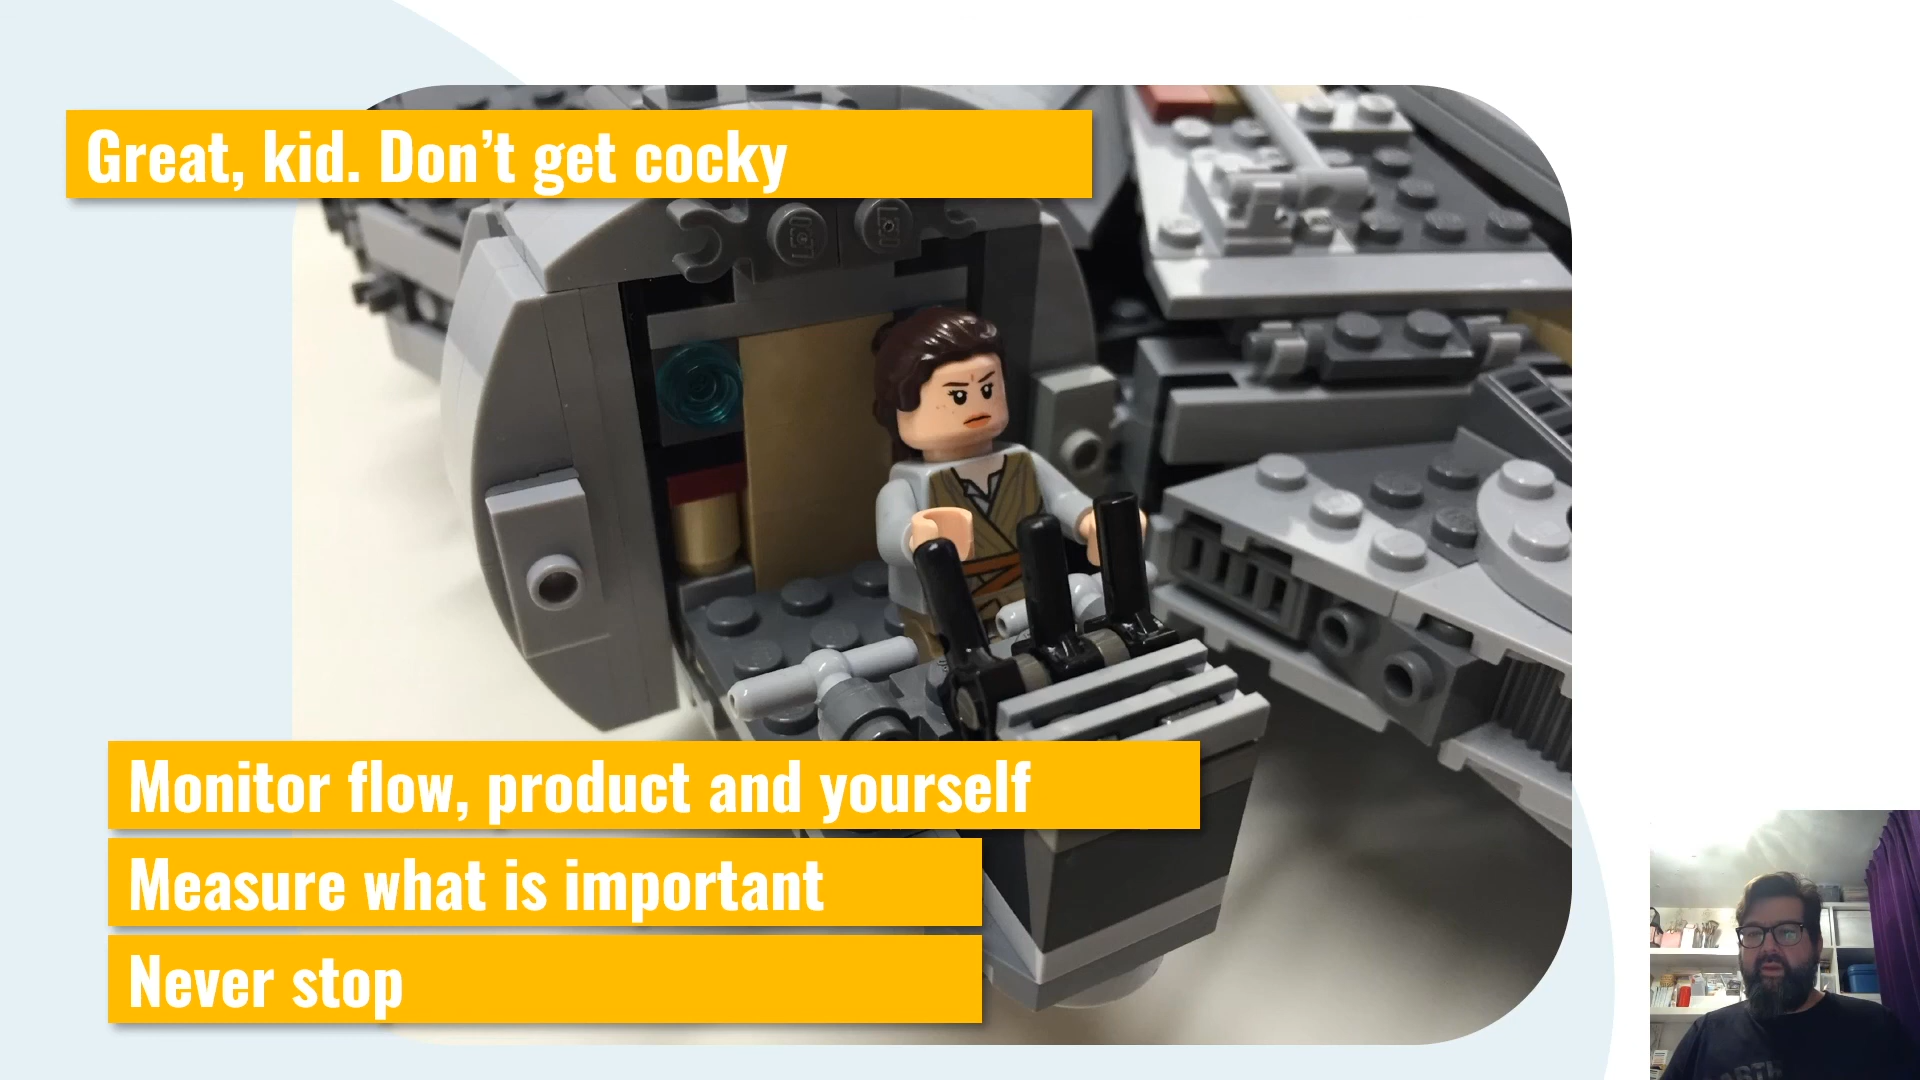 Great, kid. Don’t get cocky
Monitor flow, product and yourself
Measure what is important
Never stop